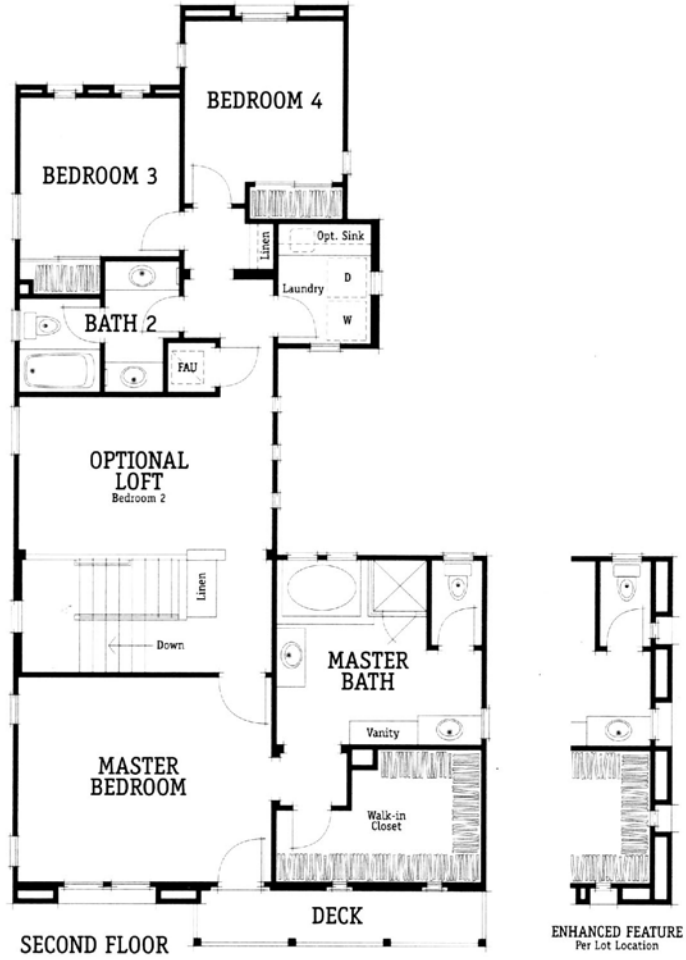 BEDROOM 4
BEDROOM 3
Linen
Opt. Sink
D
Laundry
W
BATH 2
FAU
OPTIONAL
LOFT
Bedroom 2
Linen
Down
MASTER
BATH
Vanity
MASTER
BEDROOM
Walk-in
Closet
DECK
SECOND FLOOR
ENHANCED FEATURE
Per Lot Location